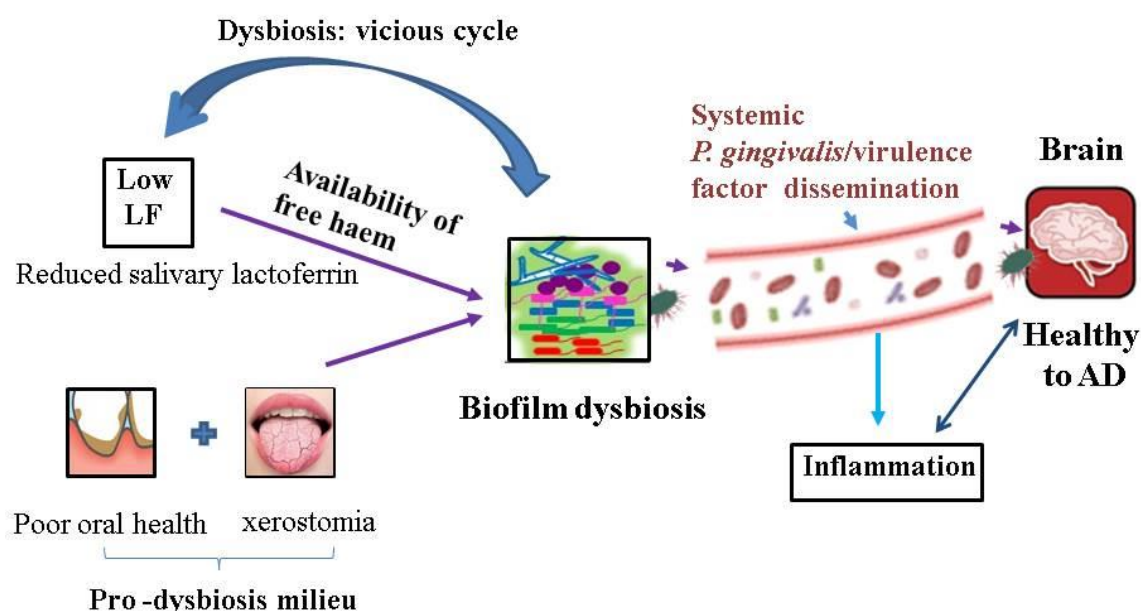 Dysbiosis: vicious cycle
Low
LF
Reduced salivary lactoferrin
Availability of
free haem
Poor oral health
xerostomia
Pro -dysbiosis milieu
Biofilm dysbiosis
Systemic
P. gingivalis/virulence
factor dissemination
Brain
Healthy
to AD
Inflammation